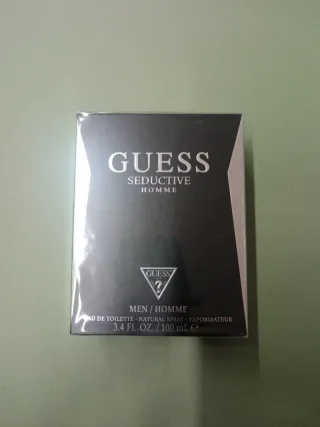 GUESS
SEDUCTIVE
HOMME
GUESS
?
MEN / HOMME
EAU DE TOILETTE - NATURAL SPRAY - VAPORISATEUR
3.4 FL. OZ. / 100 mL ℮